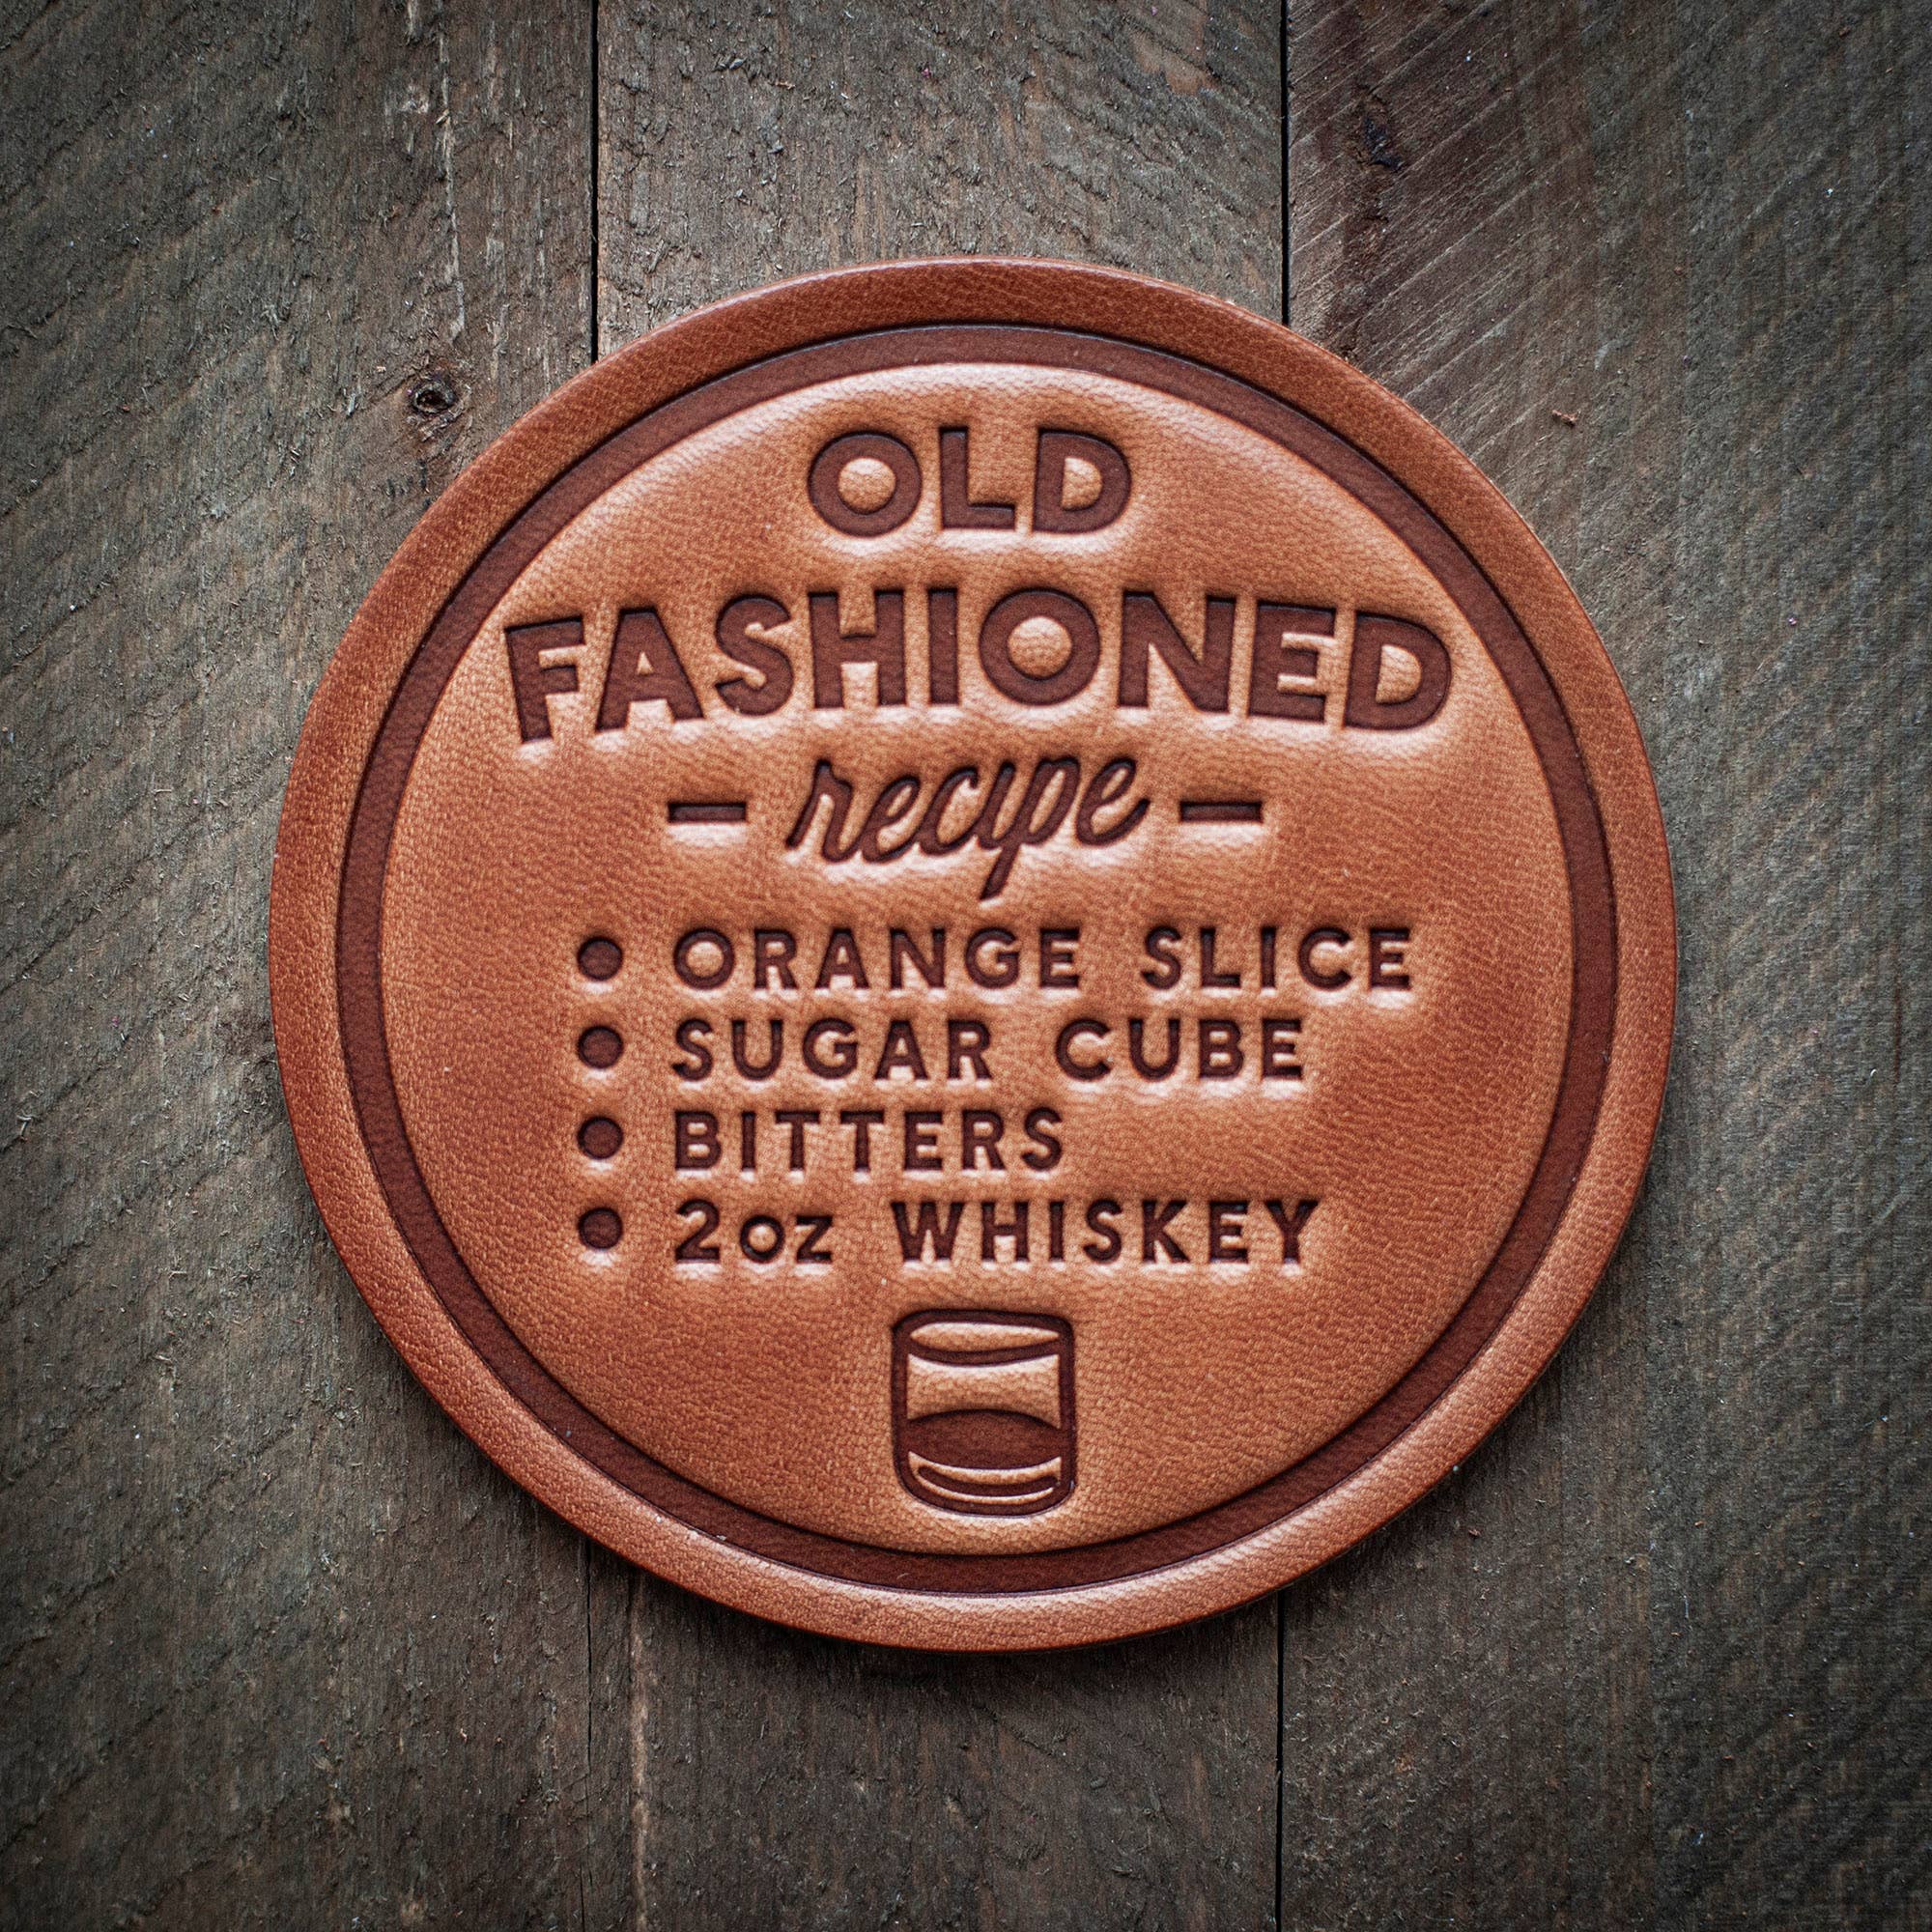 OLD
FASHIONED
- recipe -
• ORANGE SLICE
• SUGAR CUBE
• BITTERS
• 2oz WHISKEY